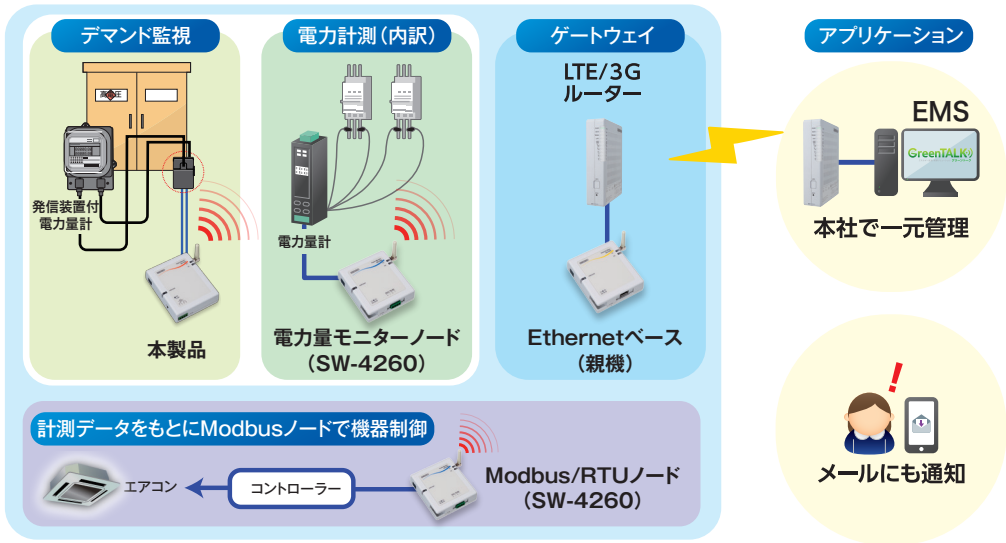 デマンド監視
高圧
発信装置付
電力量計
本製品
電力計測（内訳）
電力量計
電力量モニターノード
（SW-4260）
ゲートウェイ
LTE/3G
ルーター
Ethernetベース
（親機）
アプリケーション
EMS
GreenTALK
本社で一元管理
!
メールにも通知
計測データをもとにModbusノードで機器制御
エアコン
コントローラー
Modbus/RTUノード
（SW-4260）